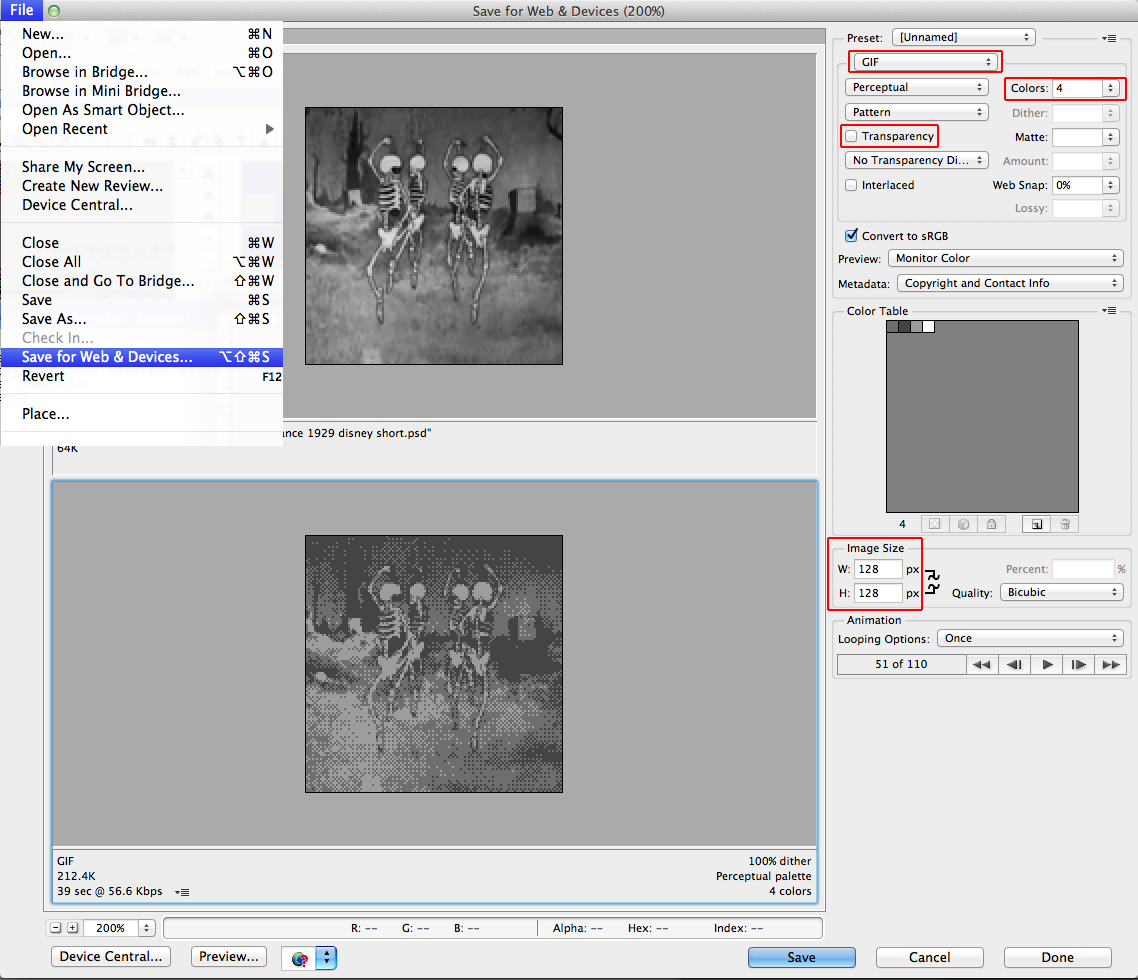 File
Save for Web & Devices (200%)
New... ⌘N
Open... ⌘O
Browse in Bridge... ⌥⌘O
Browse in Mini Bridge...
Open As Smart Object...
Open Recent ▶
Share My Screen...
Create New Review...
Device Central...
Close ⌘W
Close All ⌥⌘W
Close and Go To Bridge... ⇧⌘W
Save ⌘S
Save As... ⇧⌘S
Check In...
Save for Web & Devices... ⌥⇧⌘S
Revert F12
Place...
ance 1929 disney short.psd"
64K
GIF
212.4K
39 sec @ 56.6 Kbps
100% dither
Perceptual palette
4 colors
200%
R: --
G: --
B: --
Alpha: --
Hex: --
Index: --
Device Central...
Preview...
Save
Cancel
Done
Preset: [Unnamed]
GIF
Perceptual
Colors: 4
Pattern
Dither:
Transparency
Matte:
No Transparency Di...
Amount:
Interlaced
Web Snap: 0%
Lossy:
Convert to sRGB
Preview: Monitor Color
Metadata: Copyright and Contact Info
Color Table
4
Image Size
W: 128 px
Percent: %
H: 128 px
Quality: Bicubic
Animation
Looping Options: Once
51 of 110